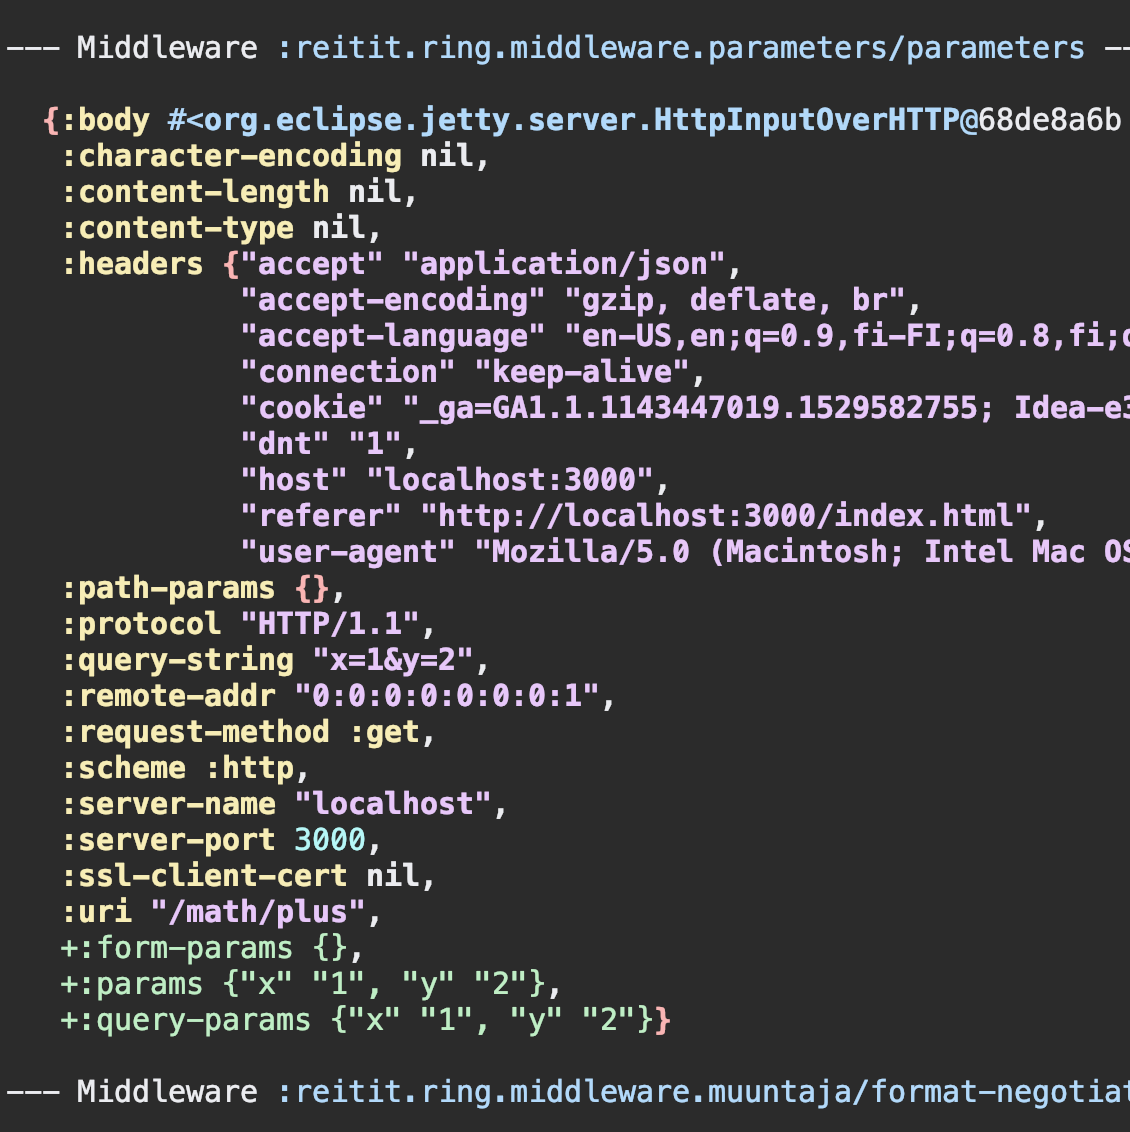 --- Middleware :reitit.ring.middleware.parameters/parameters --
{:body #<org.eclipse.jetty.server.HttpInputOverHTTP@68de8a6b
:character-encoding nil,
:content-length nil,
:content-type nil,
:headers {"accept" "application/json",
"accept-encoding" "gzip, deflate, br",
"accept-language" "en-US,en;q=0.9,fi-FI;q=0.8,fi;
"connection" "keep-alive",
"cookie" "_ga=GA1.1.1143447019.1529582755; Idea-e3
"dnt" "1",
"host" "localhost:3000",
"referer" "http://localhost:3000/index.html",
"user-agent" "Mozilla/5.0 (Macintosh; Intel Mac OS
:path-params {},
:protocol "HTTP/1.1",
:query-string "x=1&y=2",
:remote-addr "0:0:0:0:0:0:0:1",
:request-method :get,
:scheme :http,
:server-name "localhost",
:server-port 3000,
:ssl-client-cert nil,
:uri "/math/plus",
+:form-params {},
+:params {"x" "1", "y" "2"},
+:query-params {"x" "1", "y" "2"}}
--- Middleware :reitit.ring.middleware.muuntaja/format-negotiat